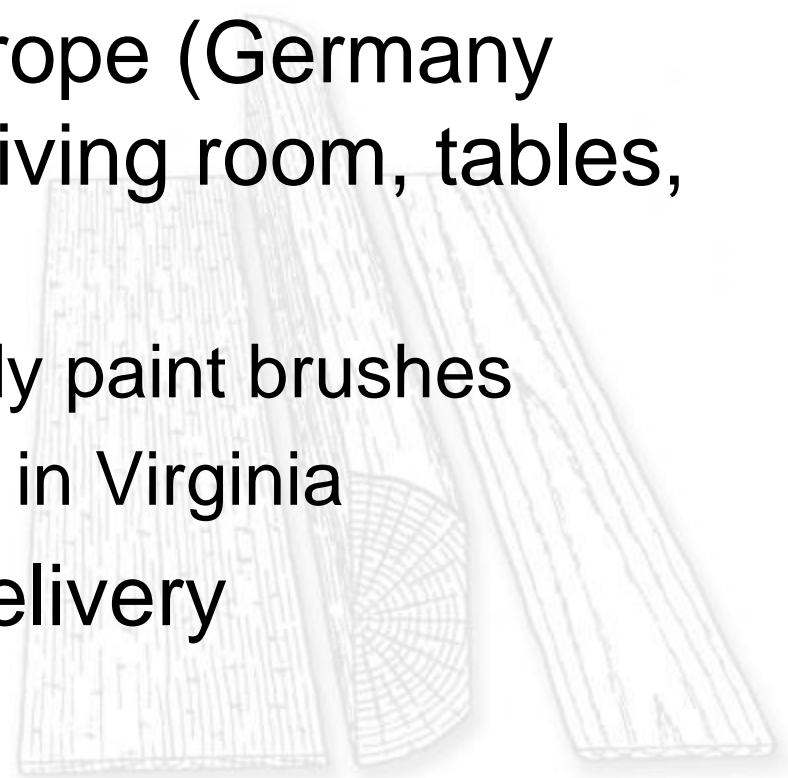 rope (Germany
iving room, tables,
ly paint brushes
in Virginia
elivery